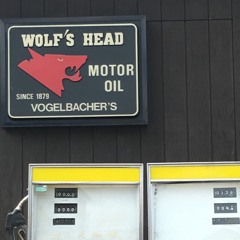 WOLF'S HEAD
MOTOR
OIL
SINCE 1879
VOGELBACHER'S